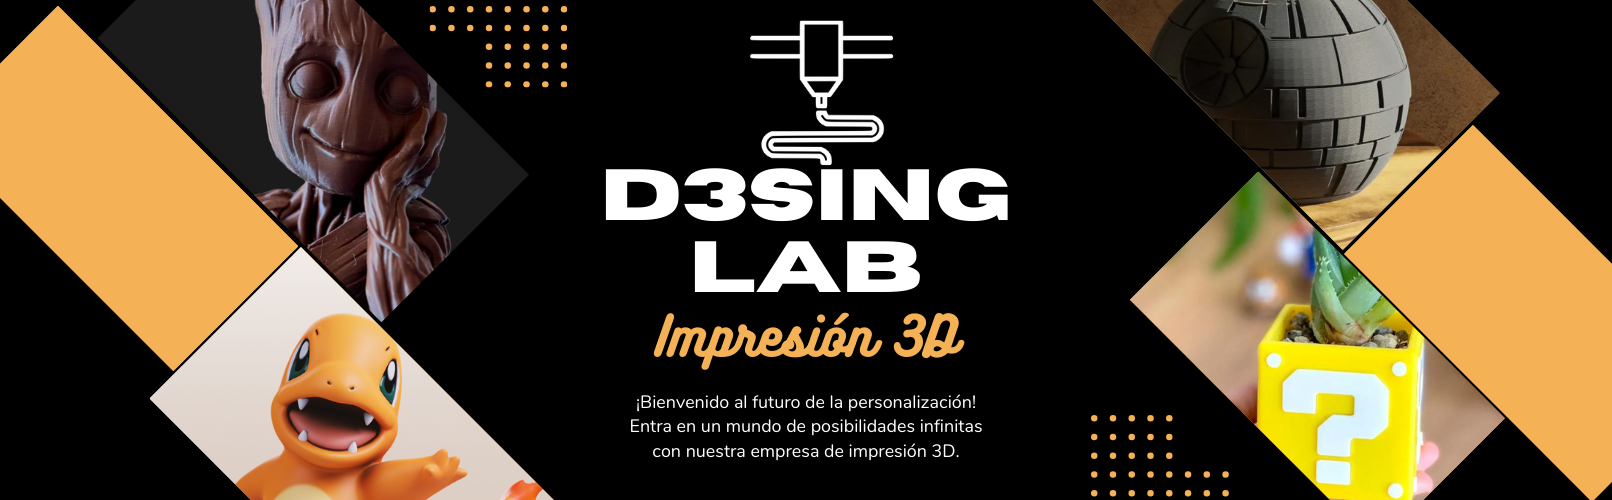 D3SING
LAB
Impresión 3D
¡Bienvenido al futuro de la personalización!
Entra en un mundo de posibilidades infinitas
con nuestra empresa de impresión 3D.
?